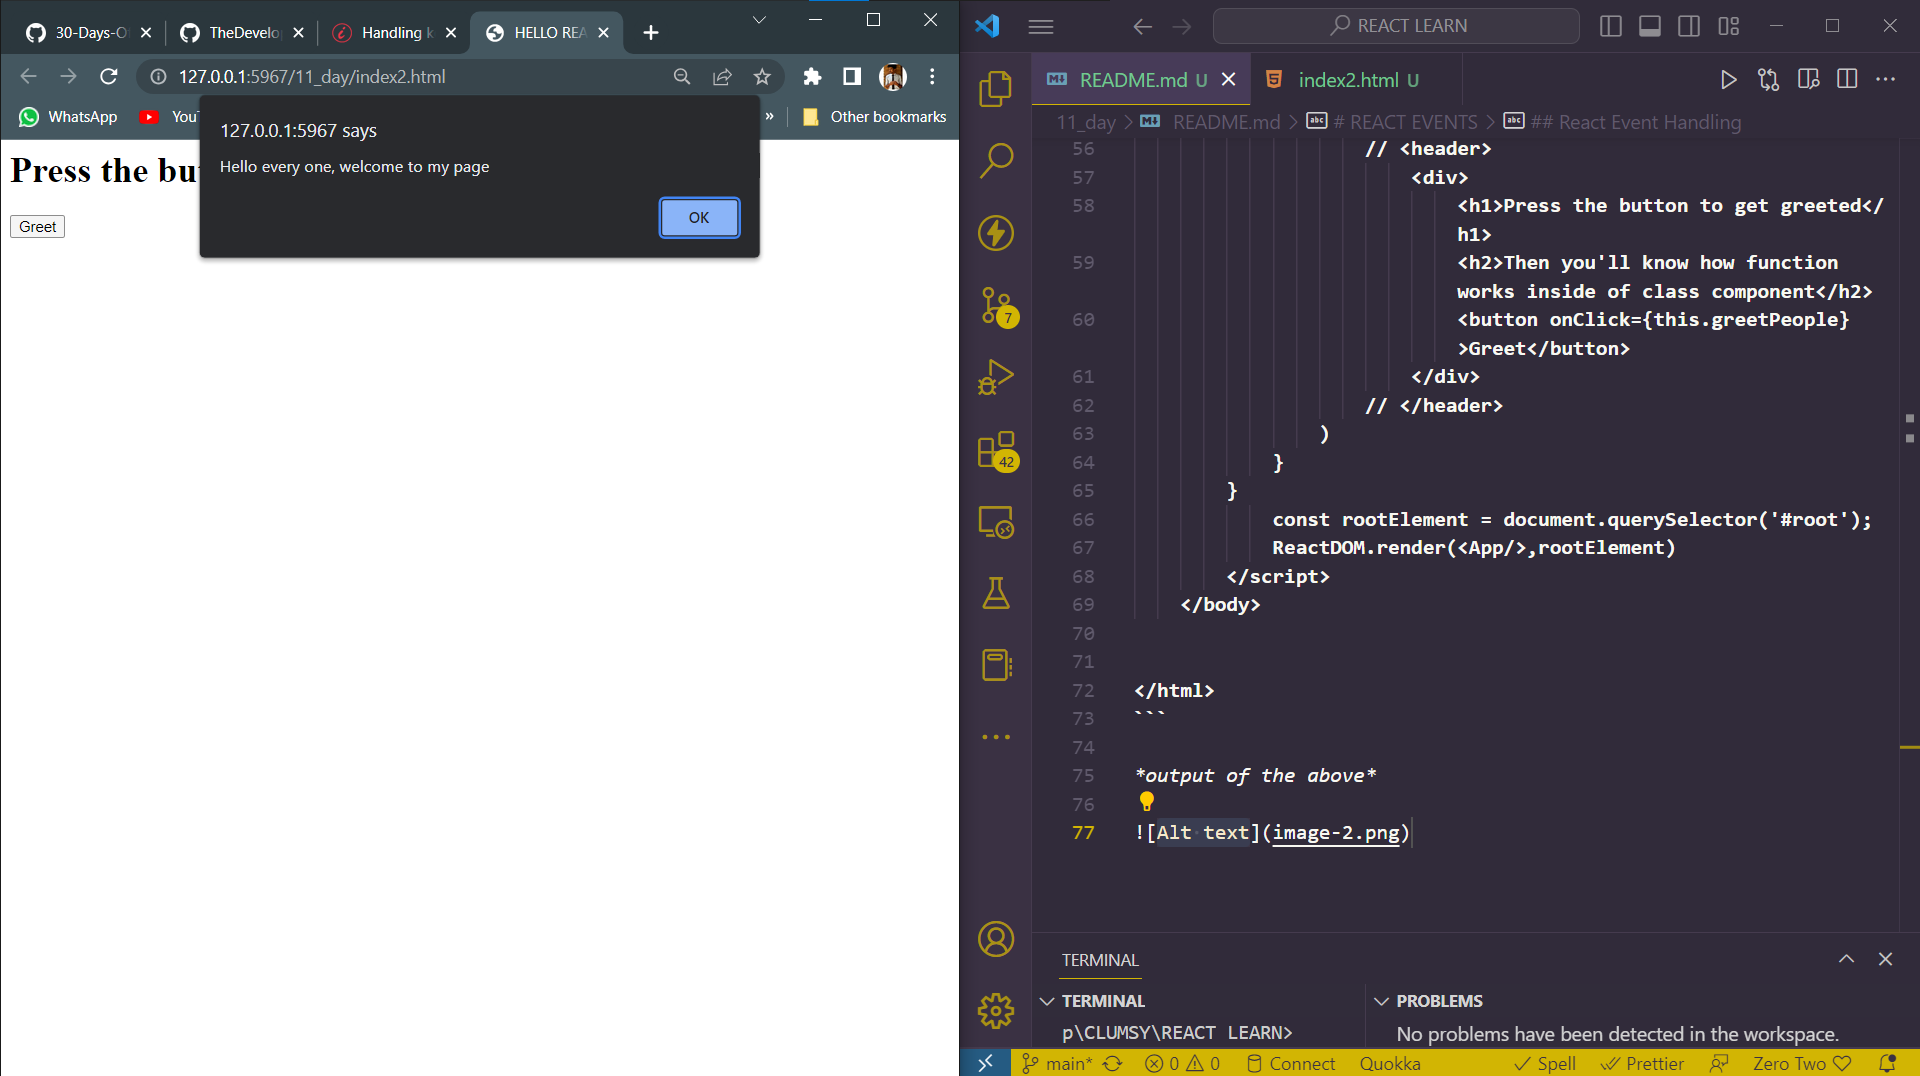 30-Days-O
TheDevelo
Handling k
HELLO REA
127.0.0.1:5967/11_day/index2.html
WhatsApp
You
»
Other bookmarks
127.0.0.1:5967 says
Hello every one, welcome to my page
OK
Press the bu
Greet
REACT LEARN
README.md U
index2.html U
11_day > README.md > # REACT EVENTS > ## React Event Handling
56 // <header>
57 <div>
58 <h1>Press the button to get greeted</
h1>
59 <h2>Then you'll know how function
works inside of class component</h2>
60 <button onClick={this.greetPeople}
>Greet</button>
61 </div>
62 // </header>
63 )
64 }
65 }
66 const rootElement = document.querySelector('#root');
67 ReactDOM.render(<App/>,rootElement)
68 </script>
69 </body>
70
71
72 </html>
73 ```
74
75 *output of the above*
76
77 ![Alt text](image-2.png)
7
42
TERMINAL
TERMINAL
p\CLUMSY\REACT LEARN>
PROBLEMS
No problems have been detected in the workspace.
main* 0 0 Connect Quokka Spell Prettier Zero Two